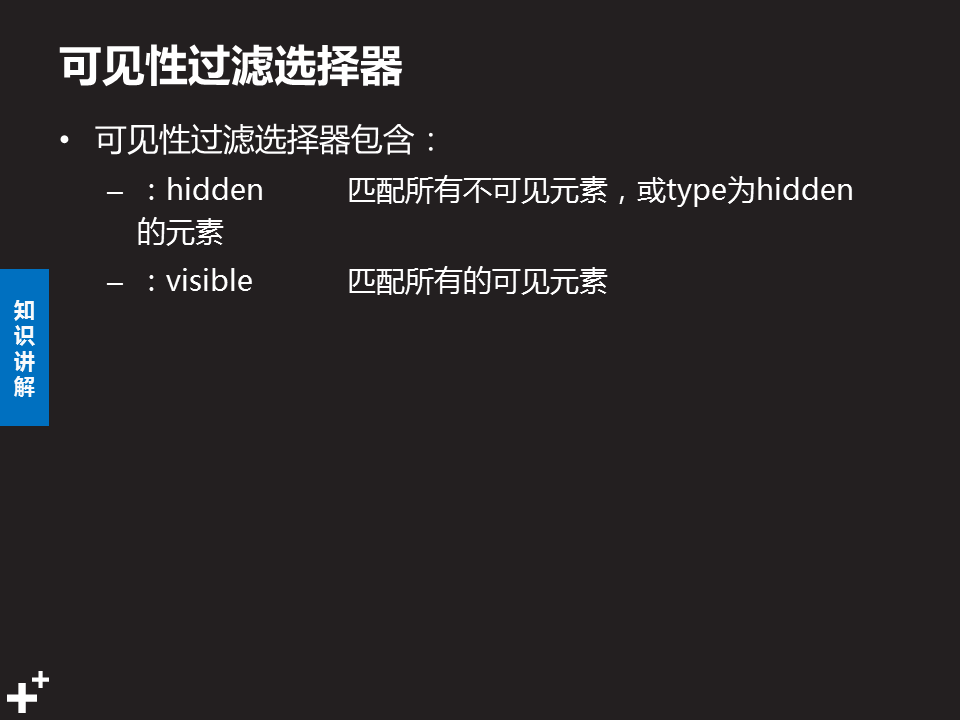 可见性过滤选择器
• 可见性过滤选择器包含：
– ：hidden 匹配所有不可见元素，或type为hidden
的元素
– ：visible 匹配所有的可见元素
知
识
讲
解